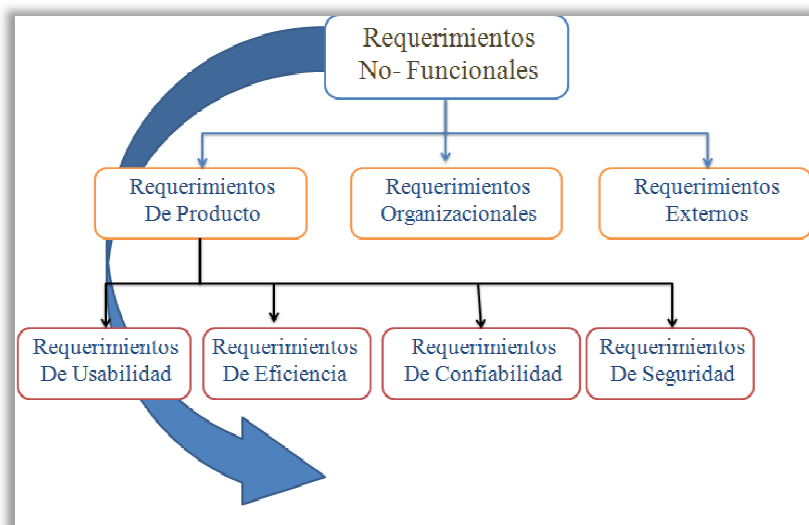 Requerimientos
No- Funcionales
Requerimientos
De Producto
Requerimientos
Organizacionales
Requerimientos
Externos
Requerimientos
De Usabilidad
Requerimientos
De Eficiencia
Requerimientos
De Confiabilidad
Requerimientos
De Seguridad